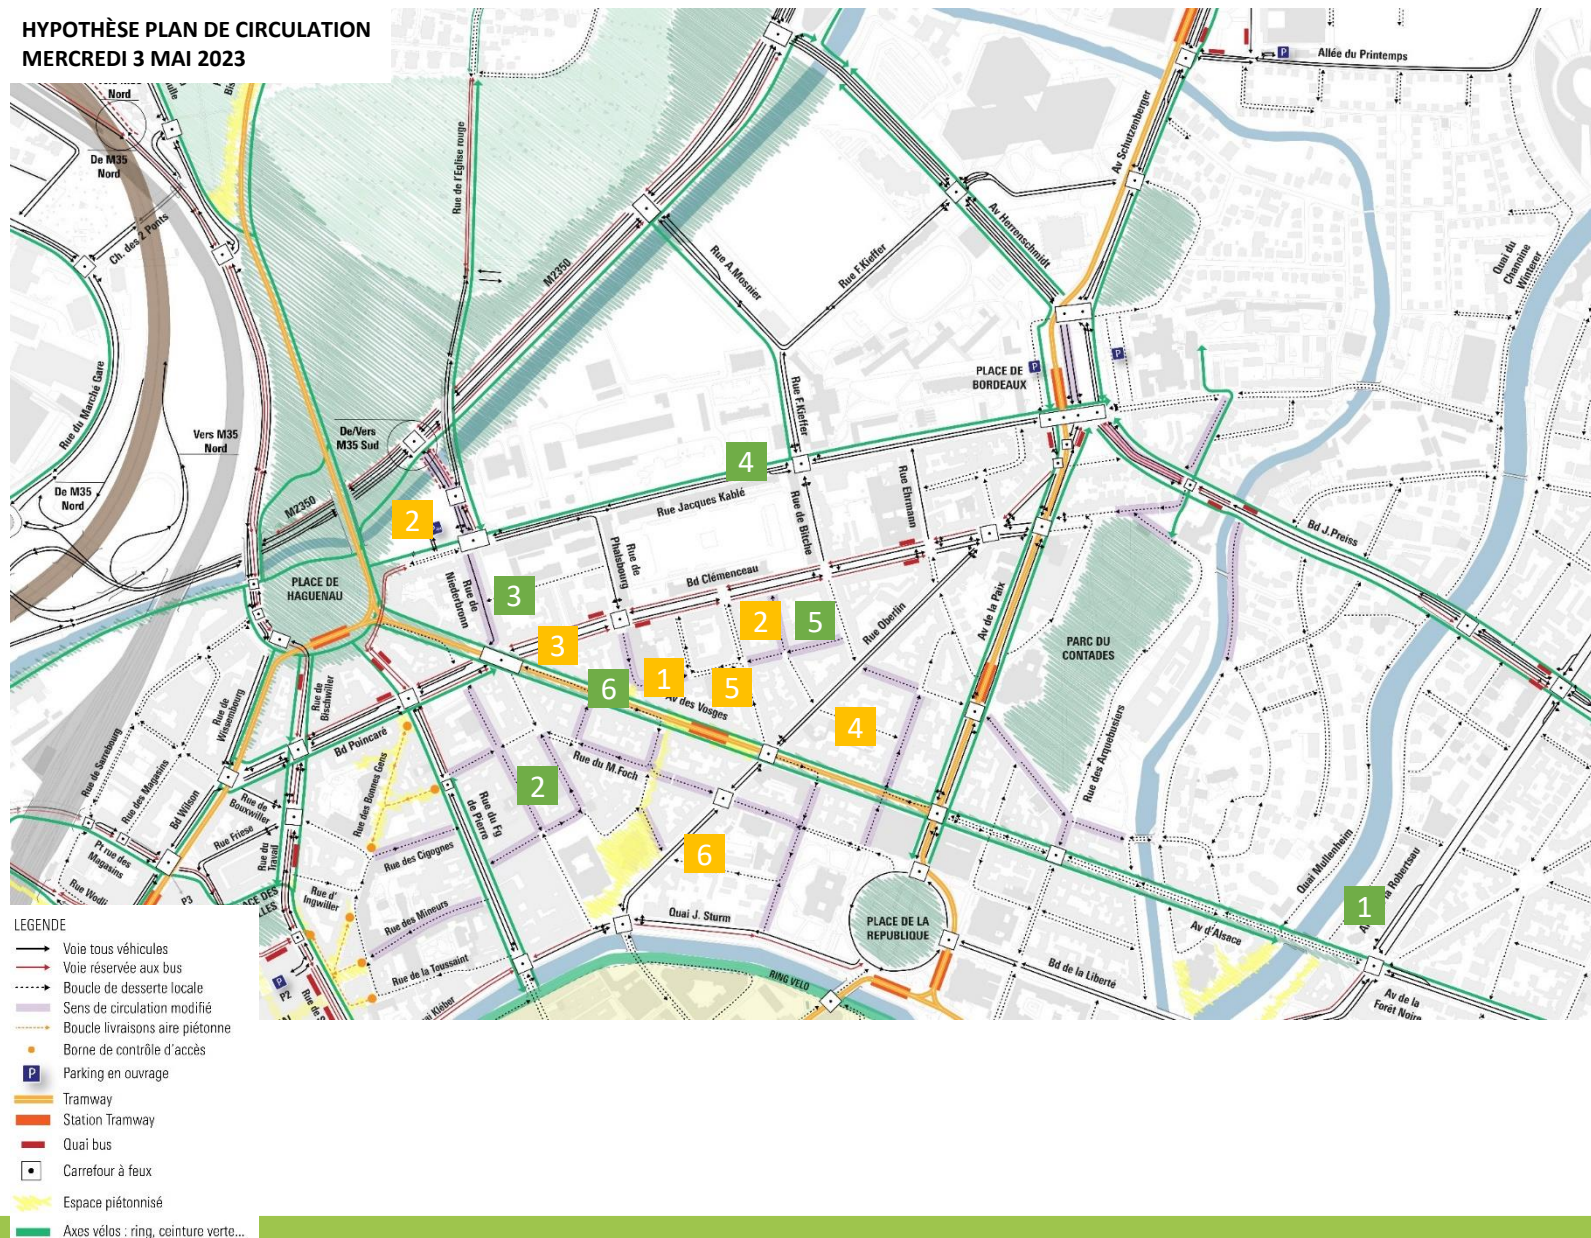 HYPOTHÈSE PLAN DE CIRCULATION
MERCREDI 3 MAI 2023
Nord
De M35
Nord
Ch. des 2 Ponts
Rue du Marché Gare
Vers M35
Nord
De M35
Nord
M2350
De/Vers
M35 Sud
Rue de l'Eglise rouge
M2350
Rue A.Mosnier
Rue F.Kieffer
Rue F.Kieffer
Av Herrenschmidt
Av Schutzenberger
P
Allée du Printemps
Quai du
Chanoine
Winterer
PLACE DE
BORDEAUX
P
P
4
Rue Jacques Kablé
Rue de Bitche
Rue Ehrmann
2
PLACE DE
HAGUENAU
Rue de
Niederbronn
3
Rue de
Phalsbourg
Bd Clémenceau
2
5
Rue Oberlin
Av de la Paix
PARC DU
CONTADES
Bd J.Preiss
3
6
1
5
Av des Vosges
4
Rue de
Wissembourg
Rue de
Bischwiller
Bd Poincaré
Rue de Sarrebourg
Rue des Magasins
Bd Wilson
Rue de
Bouxwiller
Rue Friese
Rue du
Travail
Rue des Bonnes Gens
Rue du Fg
de Pierre
2
Rue du M.Foch
6
Rue des Arquebusiers
Quai Mullenheim
1
Pt rue des
Magasins
Rue Wodli
P3
Rue d'
Ingwiller
Rue des Cigognes
Rue des Mineurs
Rue de la Toussaint
P
P2
Quai J. Sturm
PLACE DE LA
REPUBLIQUE
RING VELO
Bd de la Liberté
Av d'Alsace
Av de la
Forêt Noire
LEGENDE
Voie tous véhicules
Voie réservée aux bus
Boucle de desserte locale
Sens de circulation modifié
Boucle livraisons aire piétonne
Borne de contrôle d'accès
P Parking en ouvrage
Tramway
Station Tramway
Quai bus
Carrefour à feux
Espace piétonnisé
Axes vélos : ring, ceinture verte...